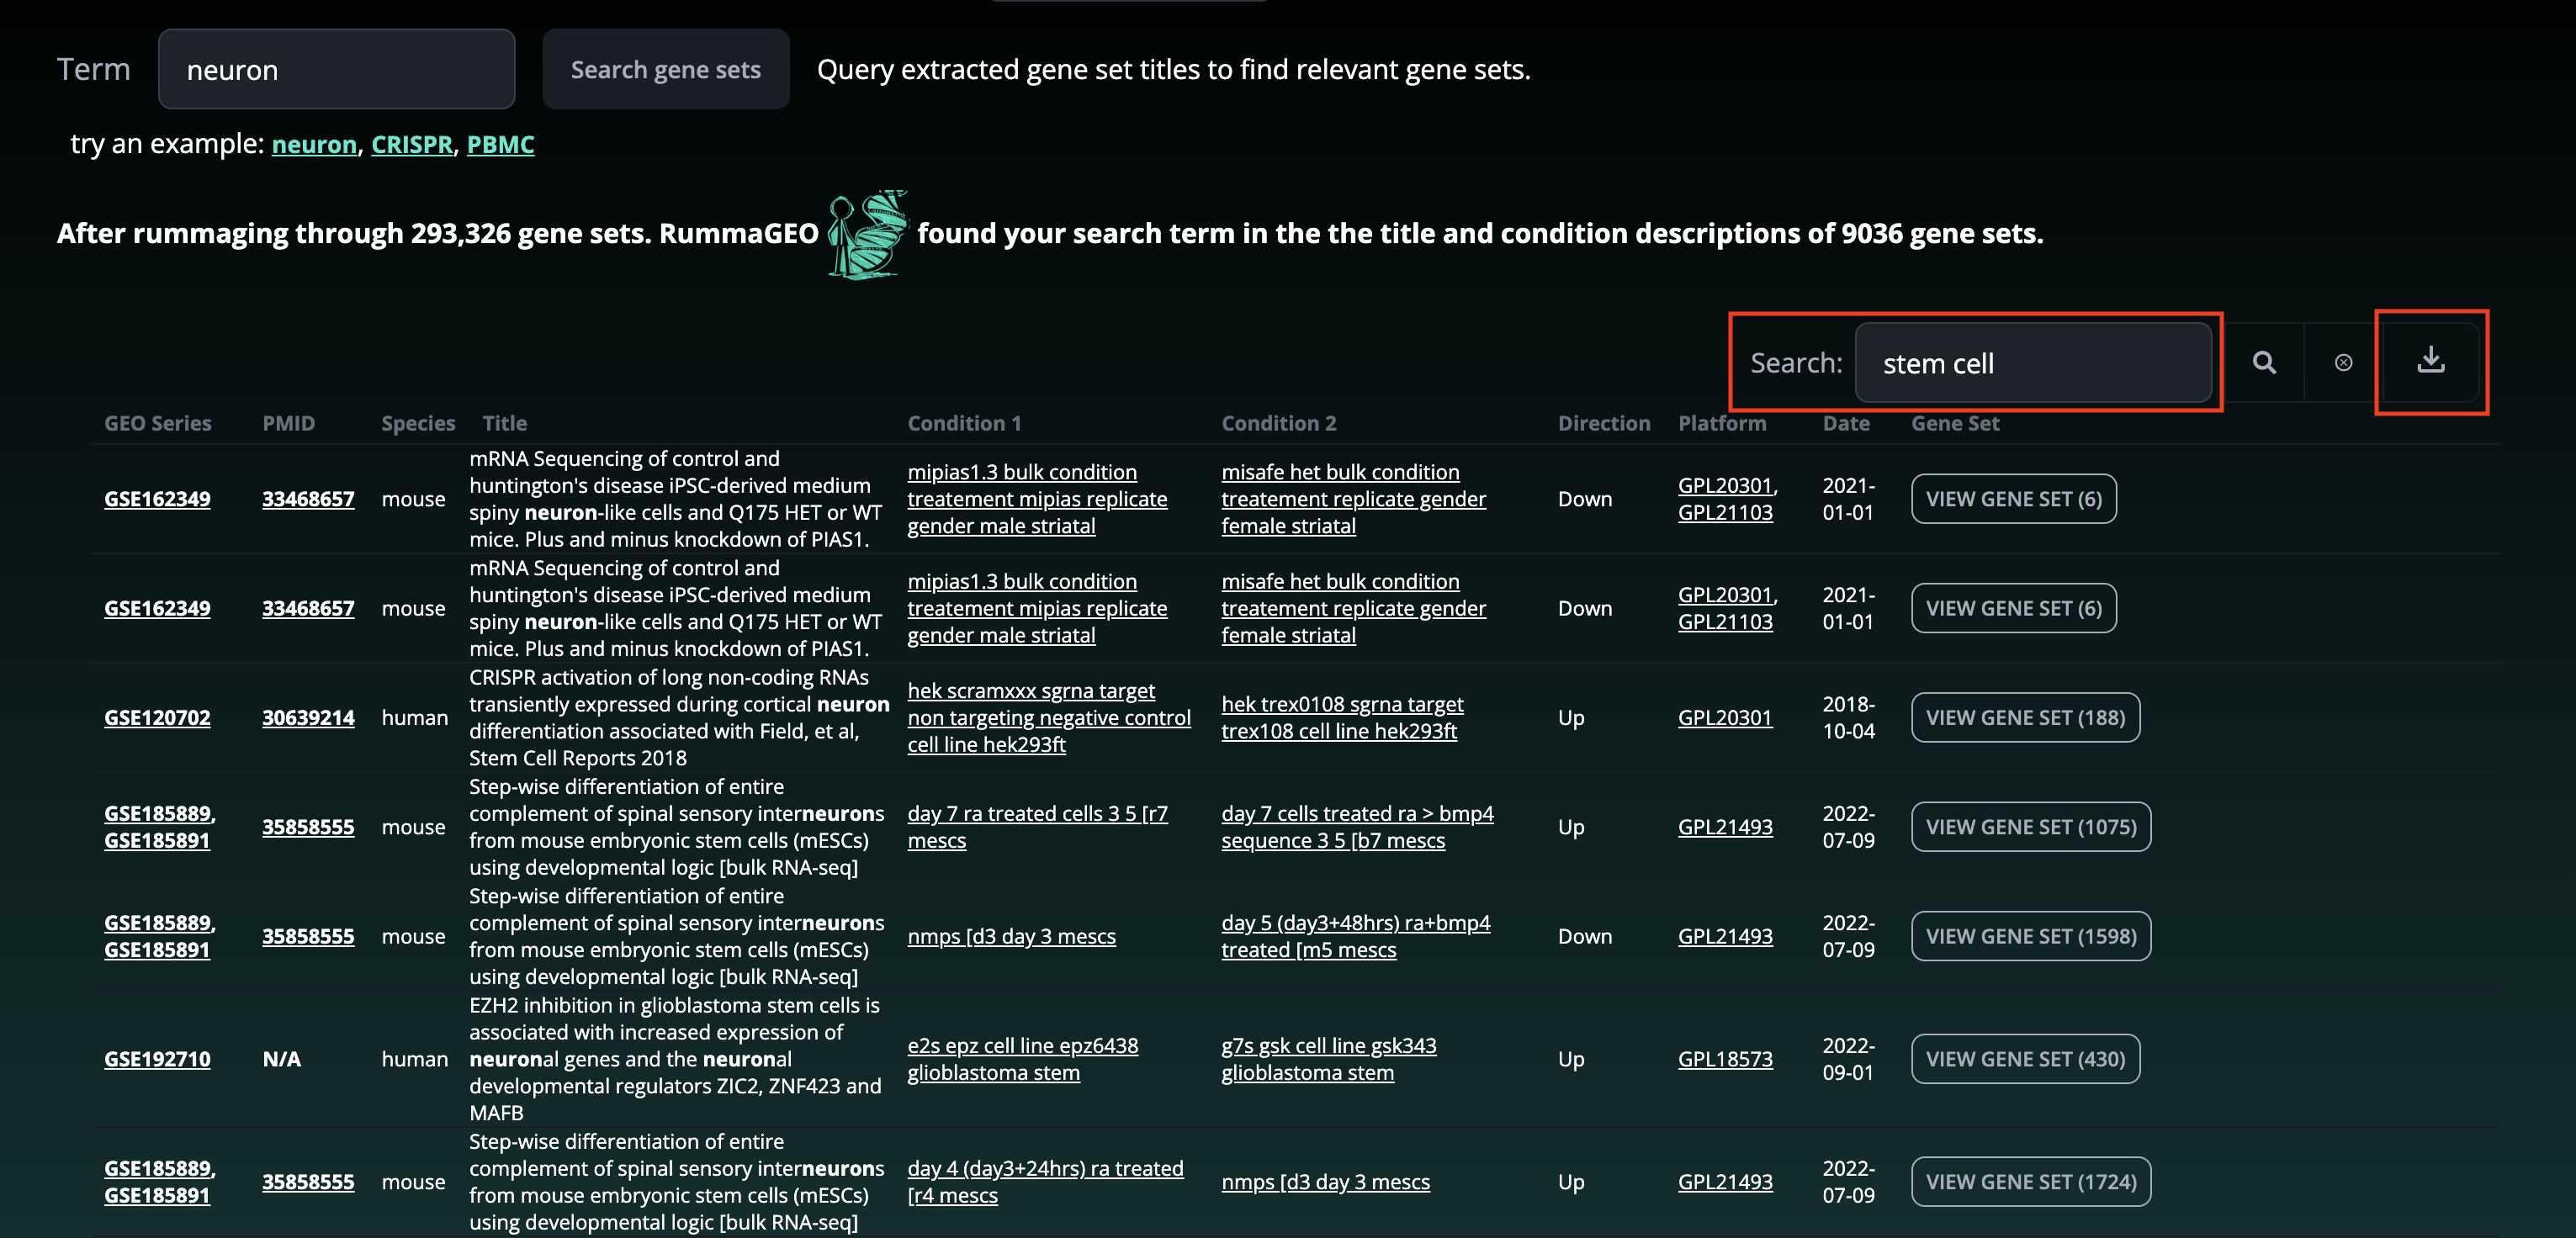 Term neuron Search gene sets Query extracted gene set titles to find relevant gene sets.
try an example: neuron, CRISPR, PBMC
After rummaging through 293,326 gene sets. RummaGEO found your search term in the the title and condition descriptions of 9036 gene sets.
Search: stem cell
GEO Series PMID Species Title Condition 1 Condition 2 Direction Platform Date Gene Set
GSE162349
33468657
mouse
mRNA Sequencing of control and
huntington's disease iPSC-derived medium
spiny neuron-like cells and Q175 HET or WT
mice. Plus and minus knockdown of PIAS1.
mipias1.3 bulk condition
treatement mipias replicate
gender male striatal
misafe het bulk condition
treatement replicate gender
female striatal
Down
GPL20301,
GPL21103
2021-
01-01
VIEW GENE SET (6)
GSE162349
33468657
mouse
mRNA Sequencing of control and
huntington's disease iPSC-derived medium
spiny neuron-like cells and Q175 HET or WT
mice. Plus and minus knockdown of PIAS1.
mipias1.3 bulk condition
treatement mipias replicate
gender male striatal
misafe het bulk condition
treatement replicate gender
female striatal
Down
GPL20301,
GPL21103
2021-
01-01
VIEW GENE SET (6)
GSE120702
30639214
human
CRISPR activation of long non-coding RNAs
transiently expressed during cortical neuron
differentiation associated with Field, et al,
Stem Cell Reports 2018
hek scramxxx sgrna target
non targeting negative control
cell line hek293ft
hek trex0108 sgrna target
trex108 cell line hek293ft
Up
GPL20301
2018-
10-04
VIEW GENE SET (188)
GSE185889,
GSE185891
35858555
mouse
Step-wise differentiation of entire
complement of spinal sensory interneurons
from mouse embryonic stem cells (mESCs)
using developmental logic [bulk RNA-seq]
day 7 ra treated cells 3 5 [r7
mescs
day 7 cells treated ra > bmp4
sequence 3 5 [b7 mescs
Up
GPL21493
2022-
07-09
VIEW GENE SET (1075)
GSE185889,
GSE185891
35858555
mouse
Step-wise differentiation of entire
complement of spinal sensory interneurons
from mouse embryonic stem cells (mESCs)
using developmental logic [bulk RNA-seq]
nmps [d3 day 3 mescs
day 5 (day3+48hrs) ra+bmp4
treated [m5 mescs
Down
GPL21493
2022-
07-09
VIEW GENE SET (1598)
GSE192710
N/A
human
EZH2 inhibition in glioblastoma stem cells is
associated with increased expression of
neuronal genes and the neuronal
developmental regulators ZIC2, ZNF423 and
MAFB
e2s epz cell line epz6438
glioblastoma stem
g7s gsk cell line gsk343
glioblastoma stem
Up
GPL18573
2022-
09-01
VIEW GENE SET (430)
GSE185889,
GSE185891
35858555
mouse
Step-wise differentiation of entire
complement of spinal sensory interneurons
from mouse embryonic stem cells (mESCs)
using developmental logic [bulk RNA-seq]
day 4 (day3+24hrs) ra treated
[r4 mescs
nmps [d3 day 3 mescs
Up
GPL21493
2022-
07-09
VIEW GENE SET (1724)